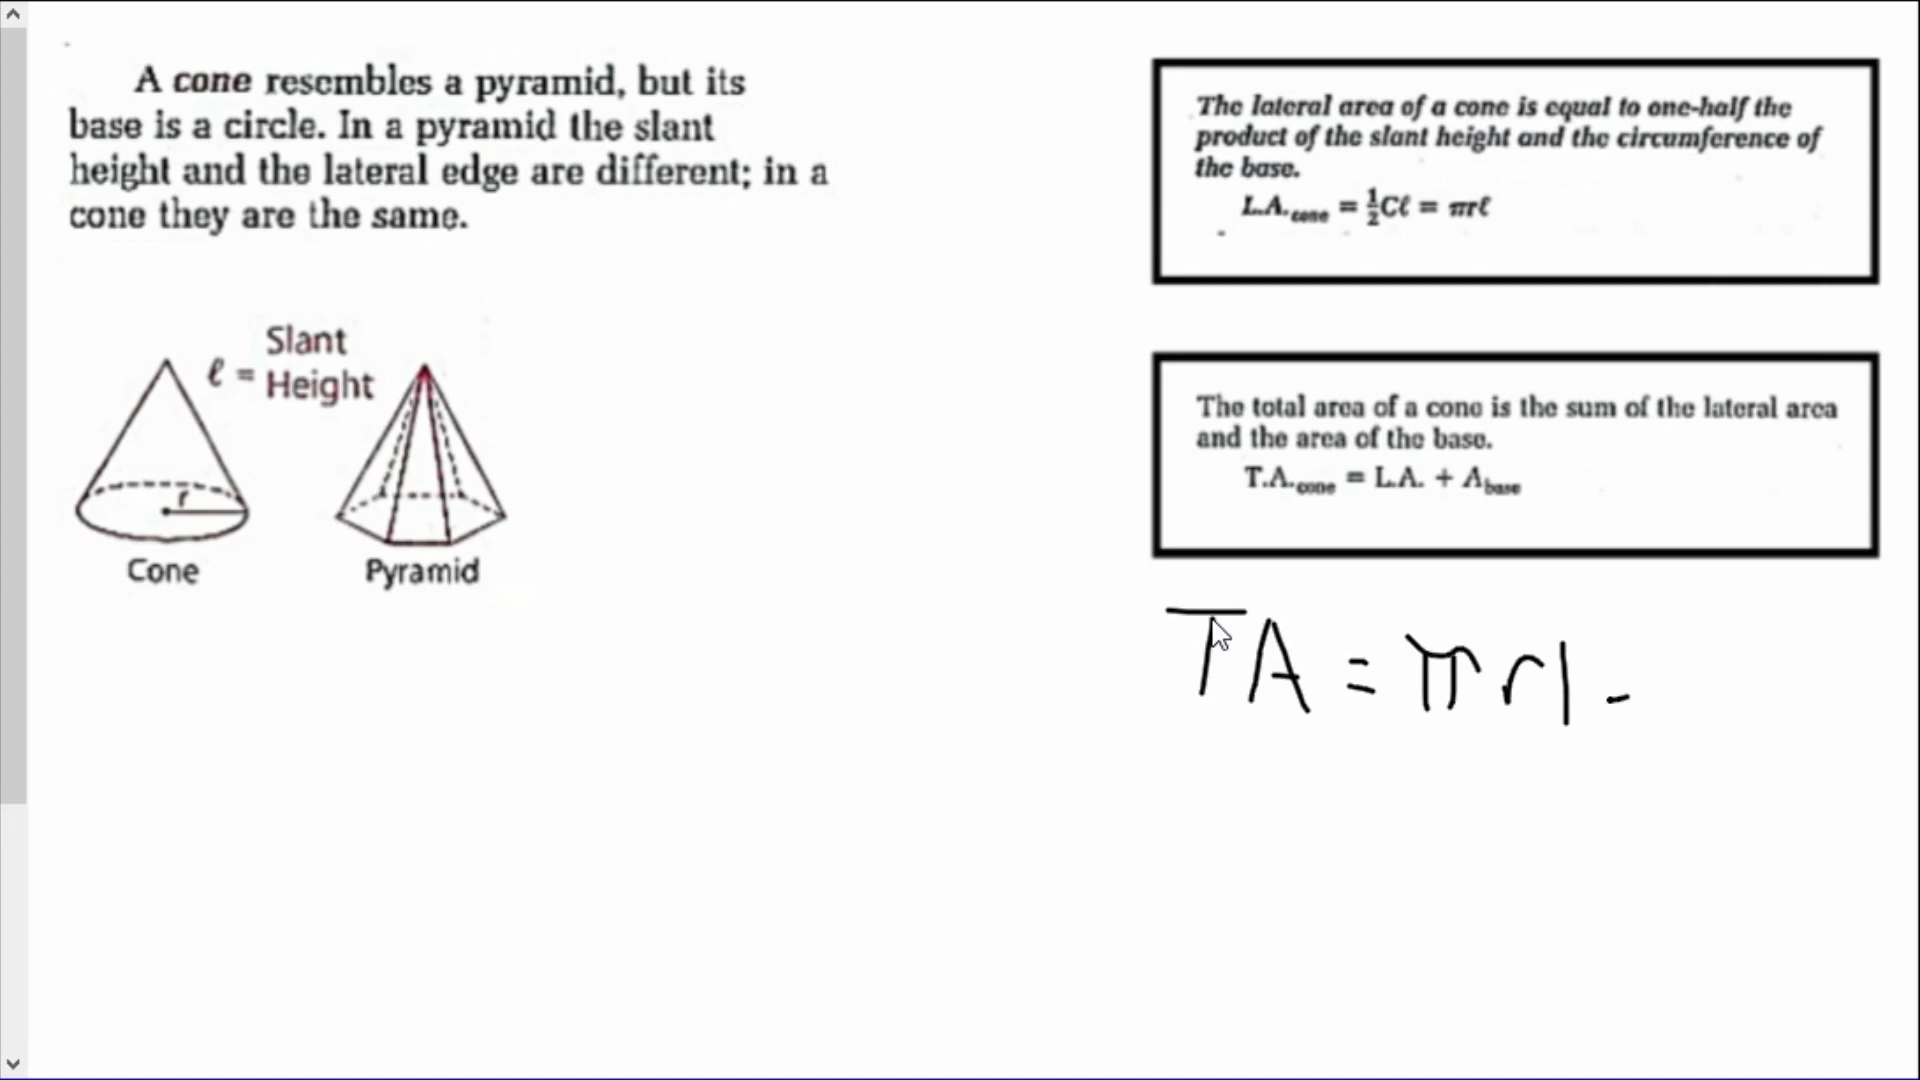 A cone resembles a pyramid, but its
base is a circle. In a pyramid the slant
height and the lateral edge are different; in a
cone they are the same.
Slant
ℓ = Height
r
Cone
Pyramid
The lateral area of a cone is equal to one-half the
product of the slant height and the circumference of
the base.
L.A.cone = ½Cℓ = πrℓ
The total area of a cone is the sum of the lateral area
and the area of the base.
T.A.cone = L.A. + Abase
TA = πrl -